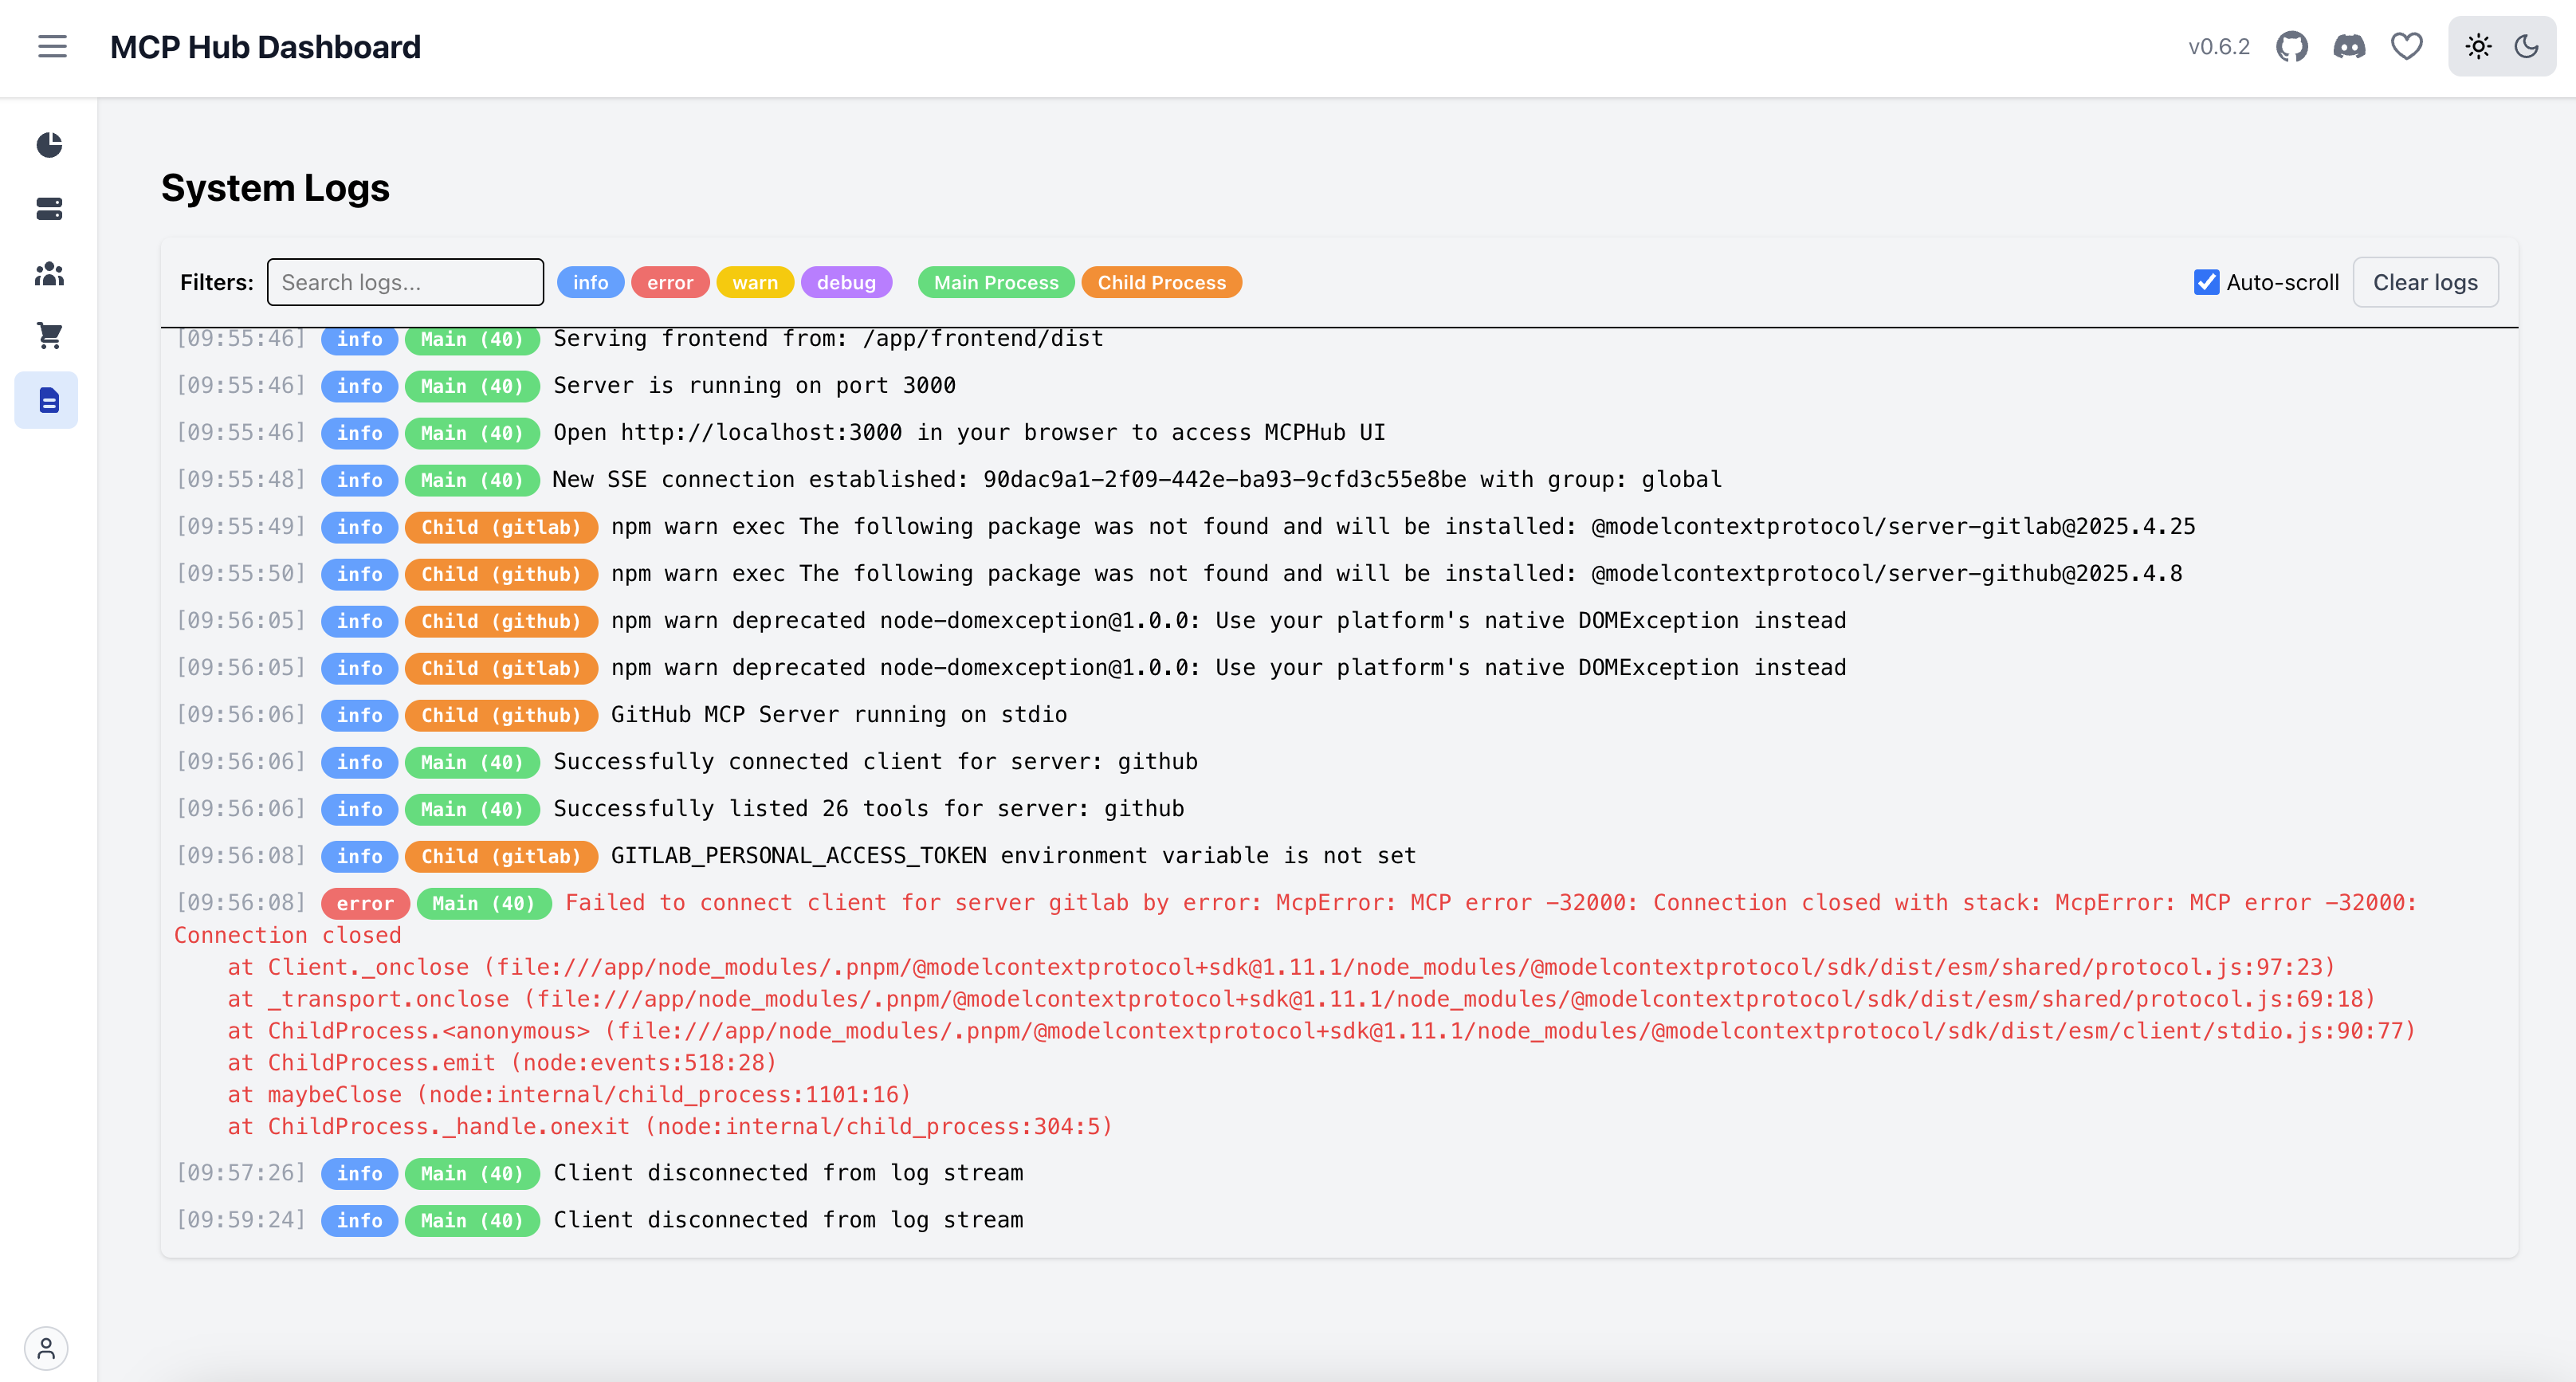 MCP Hub Dashboard
v0.6.2
System Logs
Filters: Search logs... info error warn debug Main Process Child Process Auto-scroll Clear logs
[09:55:46] info Main (40) Serving frontend from: /app/frontend/dist
[09:55:46] info Main (40) Server is running on port 3000
[09:55:46] info Main (40) Open http://localhost:3000 in your browser to access MCPHub UI
[09:55:48] info Main (40) New SSE connection established: 90dac9a1-2f09-442e-ba93-9cfd3c55e8be with group: global
[09:55:49] info Child (gitlab) npm warn exec The following package was not found and will be installed: @modelcontextprotocol/server-gitlab@2025.4.25
[09:55:50] info Child (github) npm warn exec The following package was not found and will be installed: @modelcontextprotocol/server-github@2025.4.8
[09:56:05] info Child (github) npm warn deprecated node-domexception@1.0.0: Use your platform's native DOMException instead
[09:56:05] info Child (gitlab) npm warn deprecated node-domexception@1.0.0: Use your platform's native DOMException instead
[09:56:06] info Child (github) GitHub MCP Server running on stdio
[09:56:06] info Main (40) Successfully connected client for server: github
[09:56:06] info Main (40) Successfully listed 26 tools for server: github
[09:56:08] info Child (gitlab) GITLAB_PERSONAL_ACCESS_TOKEN environment variable is not set
[09:56:08] error Main (40) Failed to connect client for server gitlab by error: McpError: MCP error -32000: Connection closed with stack: McpError: MCP error -32000:
Connection closed
at Client._onclose (file:///app/node_modules/.pnpm/@modelcontextprotocol+sdk@1.11.1/node_modules/@modelcontextprotocol/sdk/dist/esm/shared/protocol.js:97:23)
at _transport.onclose (file:///app/node_modules/.pnpm/@modelcontextprotocol+sdk@1.11.1/node_modules/@modelcontextprotocol/sdk/dist/esm/shared/protocol.js:69:18)
at ChildProcess.<anonymous> (file:///app/node_modules/.pnpm/@modelcontextprotocol+sdk@1.11.1/node_modules/@modelcontextprotocol/sdk/dist/esm/client/stdio.js:90:77)
at ChildProcess.emit (node:events:518:28)
at maybeClose (node:internal/child_process:1101:16)
at ChildProcess._handle.onexit (node:internal/child_process:304:5)
[09:57:26] info Main (40) Client disconnected from log stream
[09:59:24] info Main (40) Client disconnected from log stream